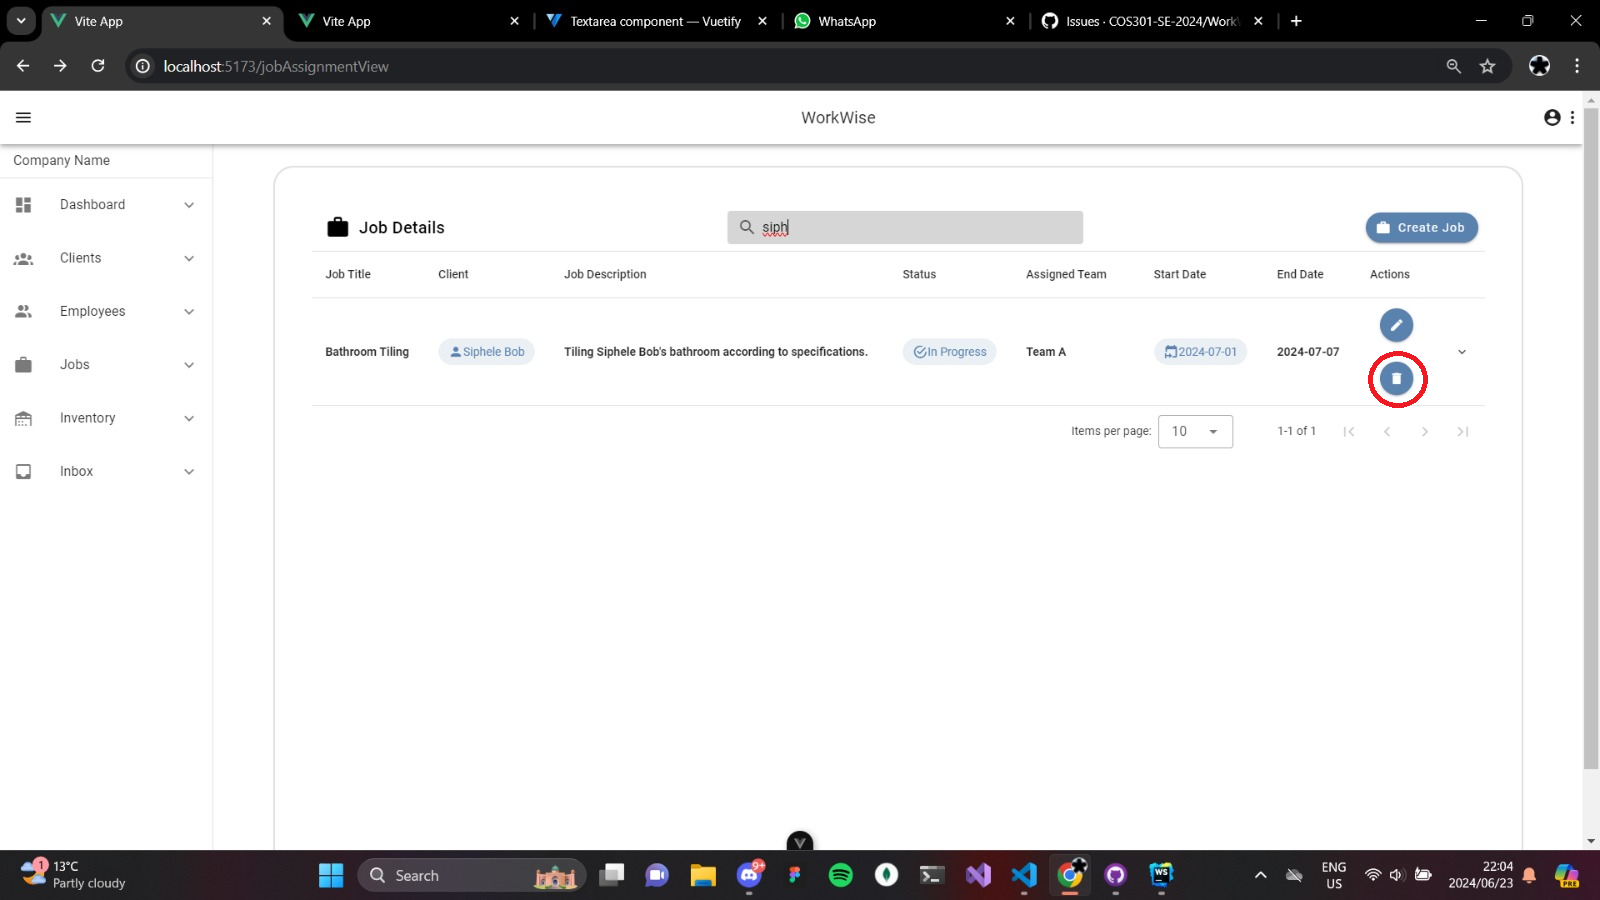 Vite App
Vite App
Textarea component — Vuetify
WhatsApp
Issues · COS301-SE-2024/Work
localhost:5173/jobAssignmentView
WorkWise
Company Name
Dashboard
Clients
Employees
Jobs
Inventory
Inbox
Job Details
siph
Create Job
Job Title Client Job Description Status Assigned Team Start Date End Date Actions
Bathroom Tiling Siphele Bob Tiling Siphele Bob's bathroom according to specifications. In Progress Team A 2024-07-01 2024-07-07
Items per page: 10 1-1 of 1
1
13°C
Partly cloudy
Search
9+
WS
ENG
US
22:04
2024/06/23
PRE